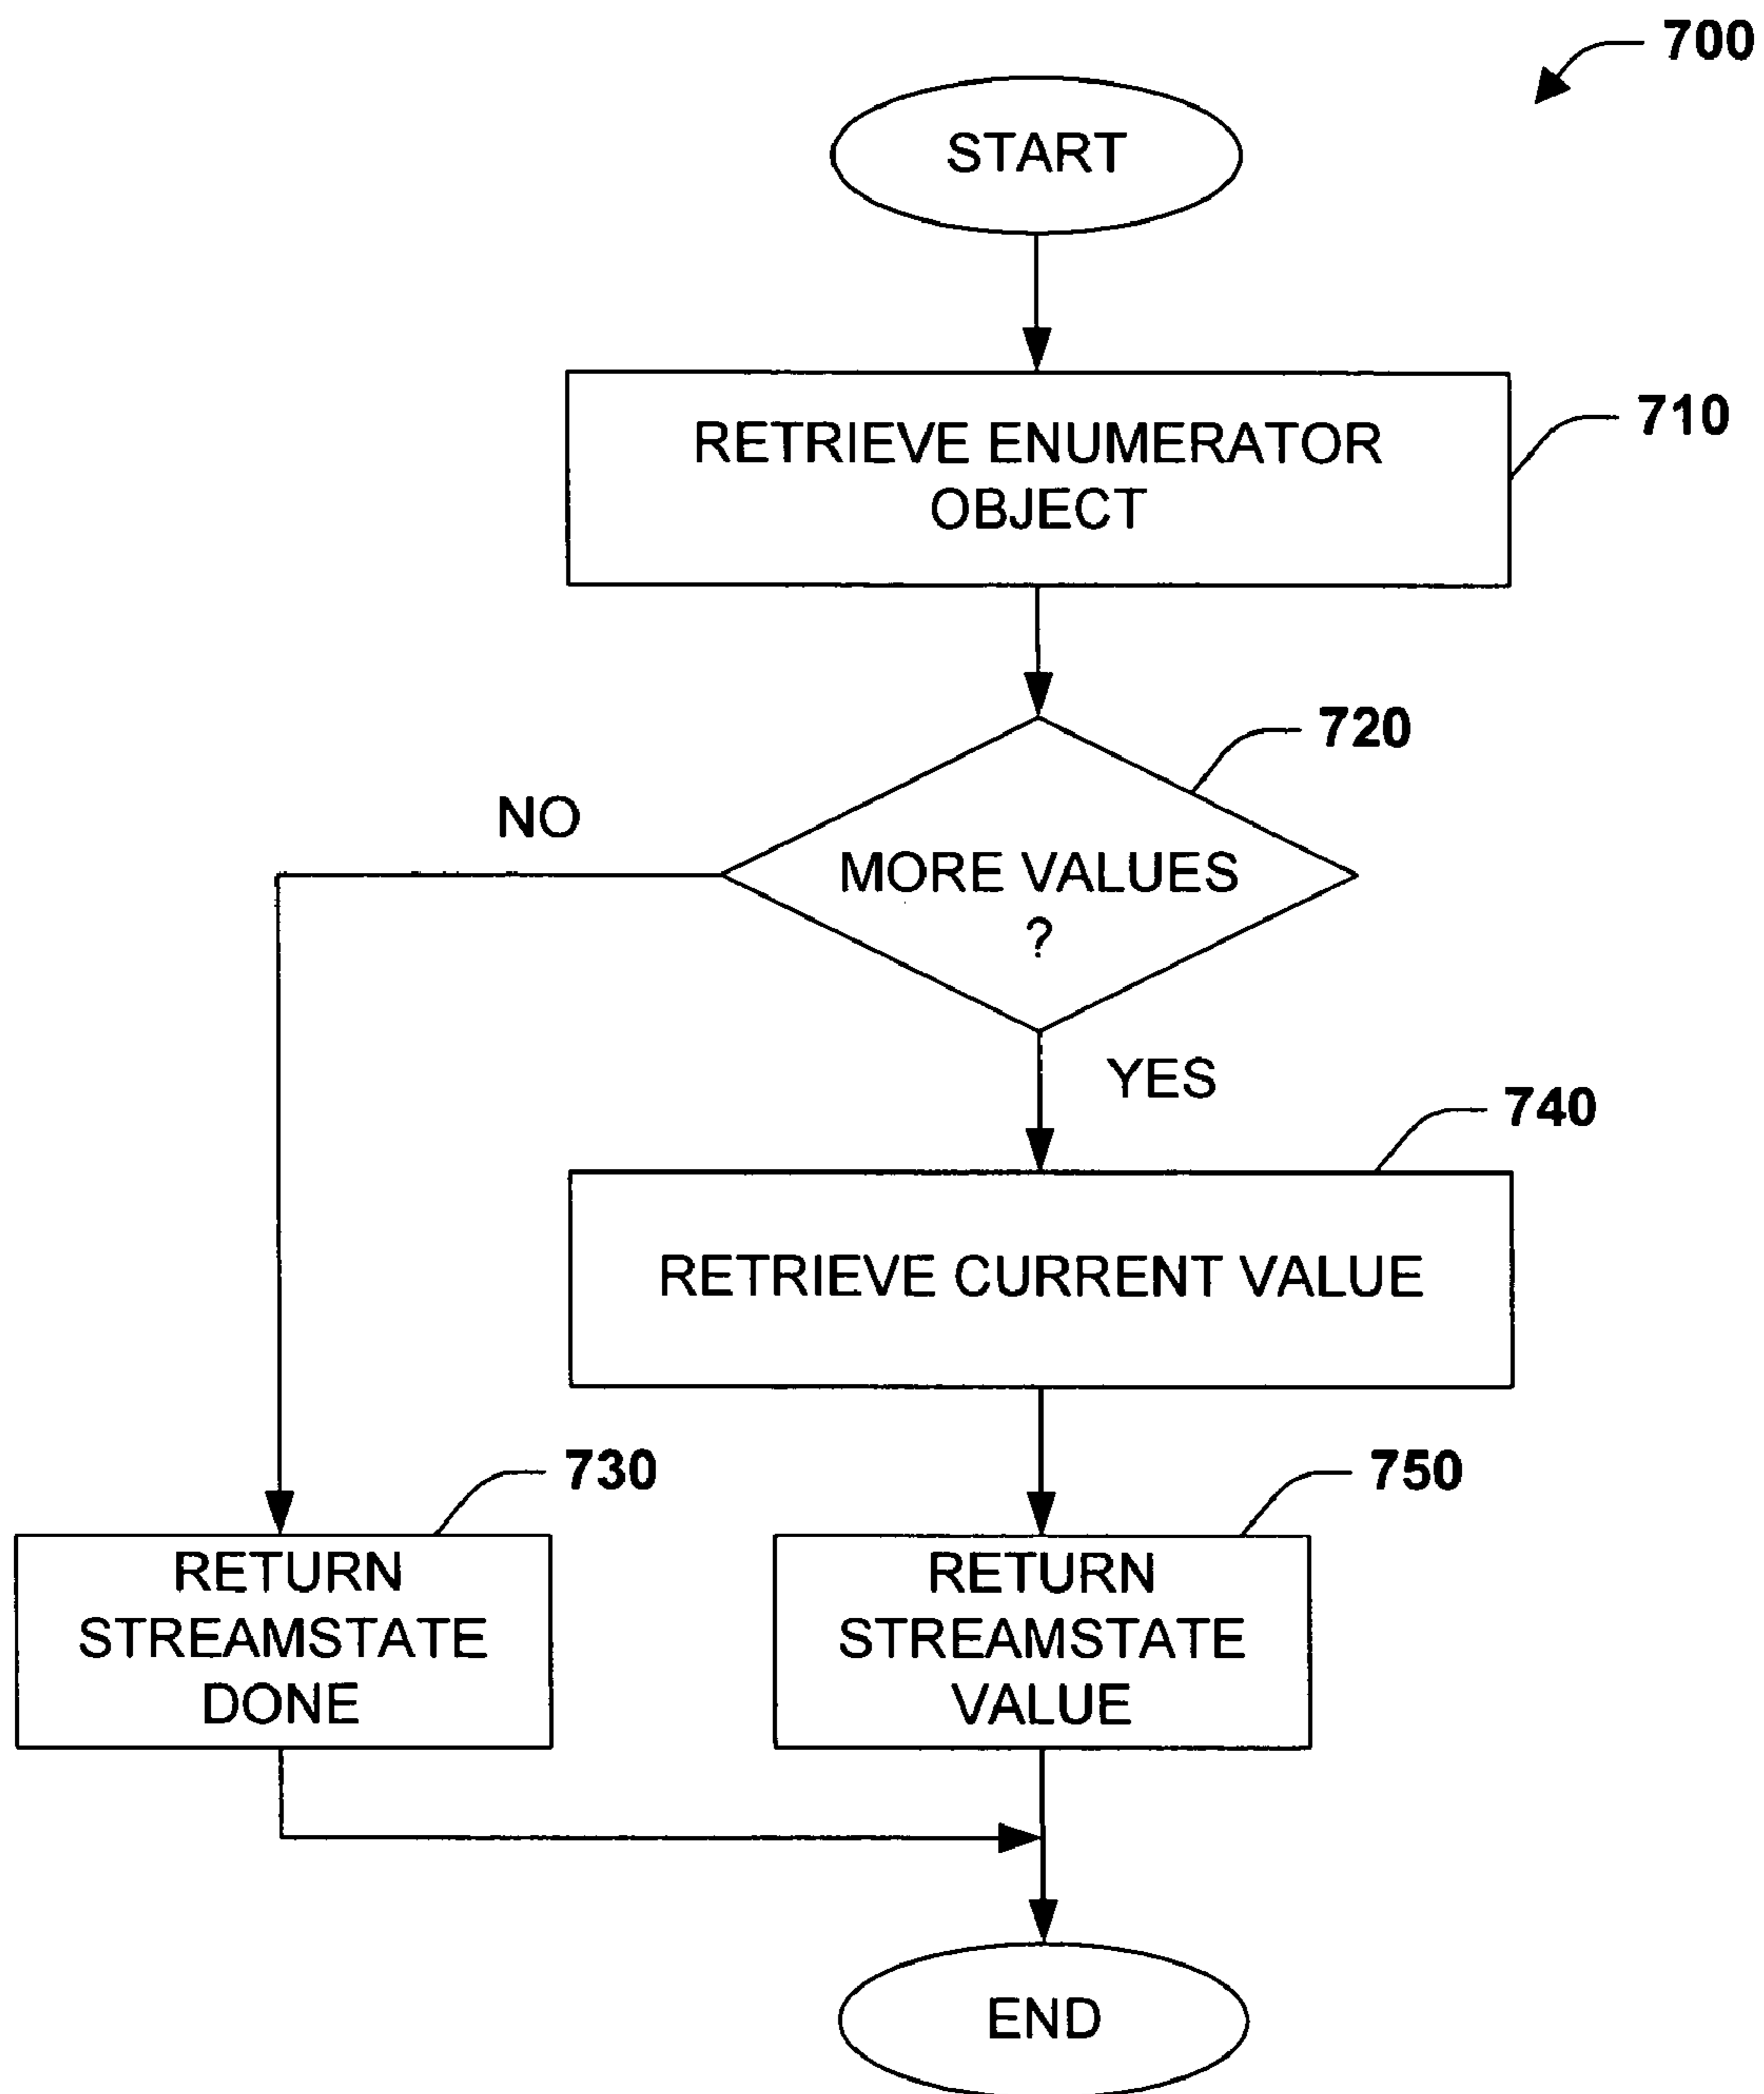 700
START
RETRIEVE ENUMERATOR
OBJECT
710
720
NO
MORE VALUES
?
YES
740
RETRIEVE CURRENT VALUE
730
750
RETURN
STREAMSTATE
DONE
RETURN
STREAMSTATE
VALUE
END